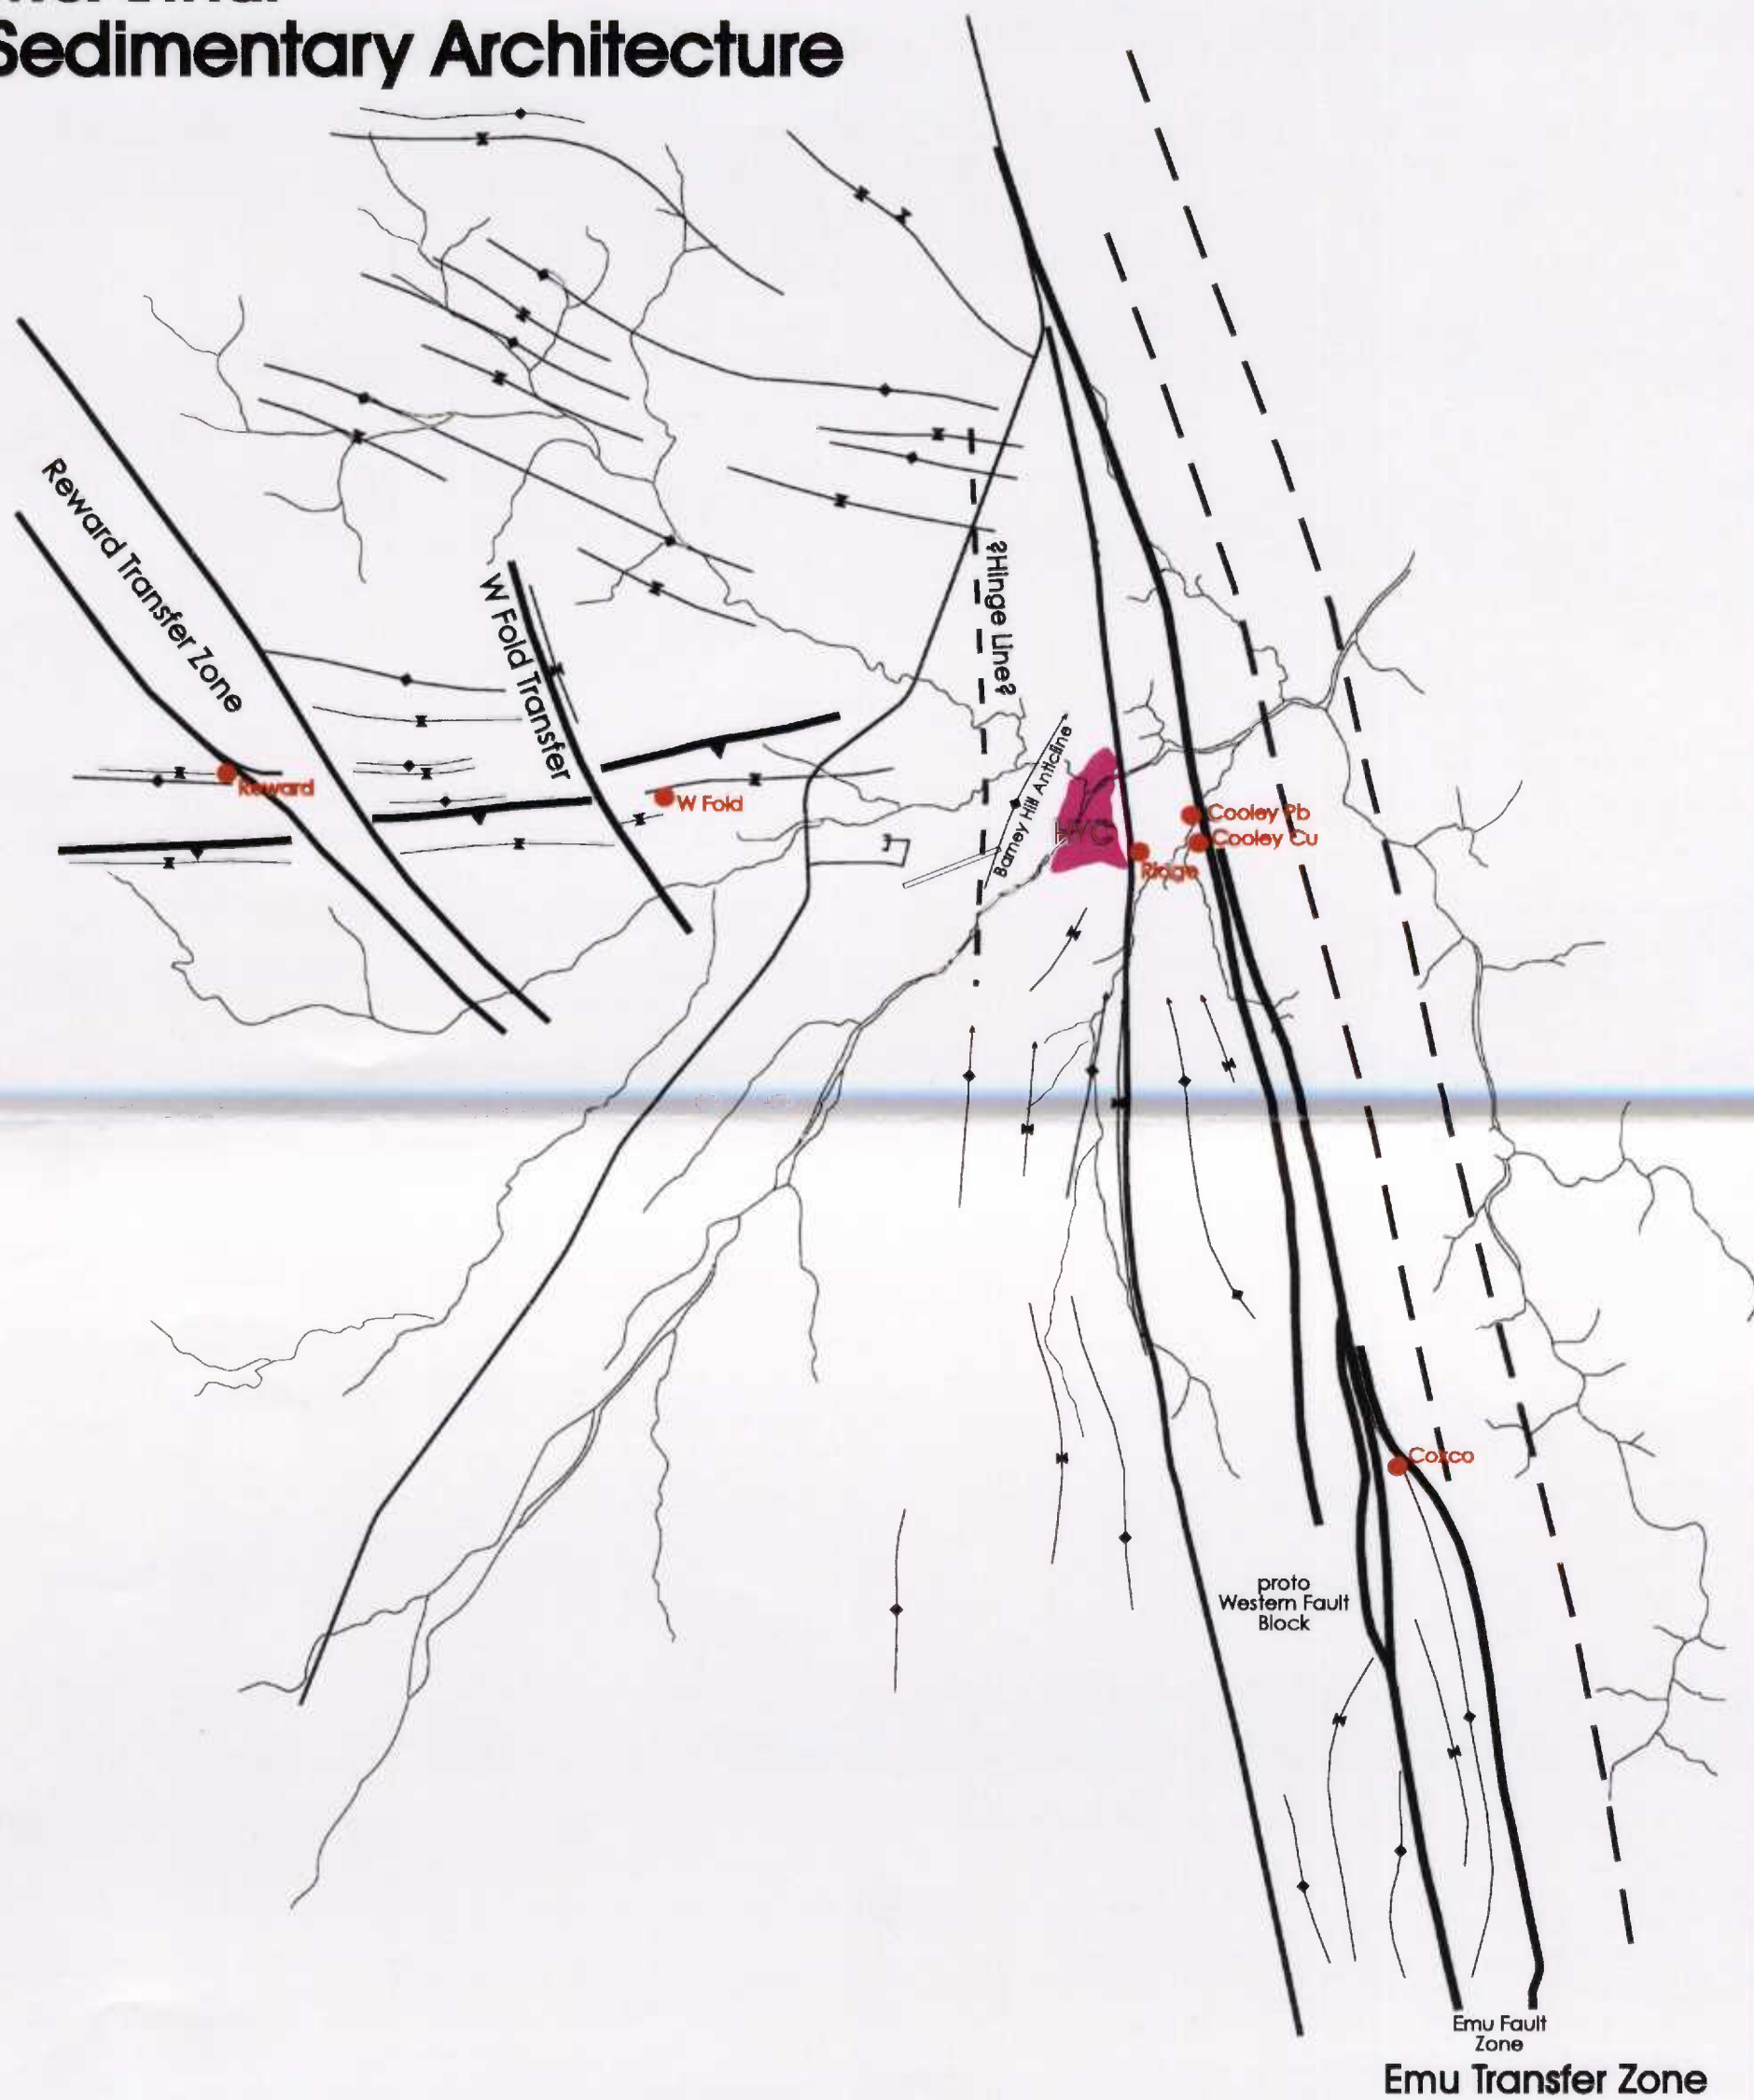 Sedimentary Architecture
Reward Transfer Zone
W Fold Transfer
?Hinge Line?
Barney Hill Anticline
Reward
W Fold
HYC
Cooley Pb
Cooley Cu
Ridge
Coxco
proto
Western Fault
Block
Emu Fault
Zone
Emu Transfer Zone